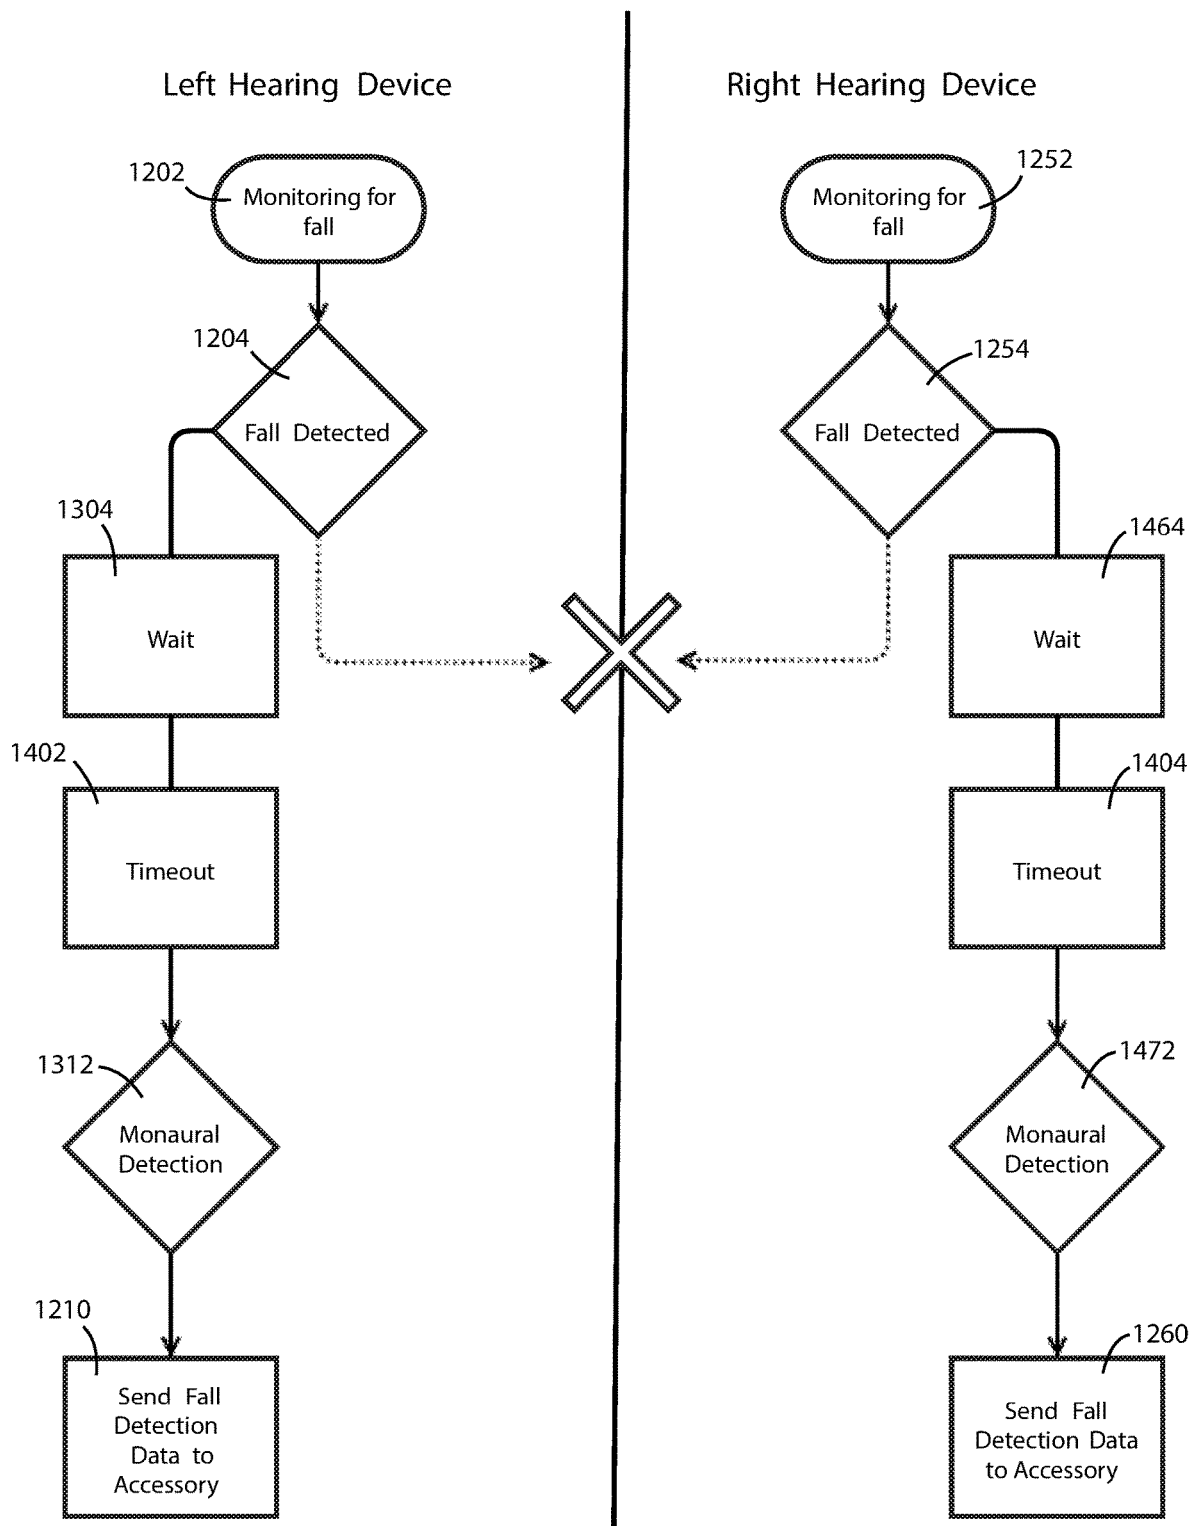 Left Hearing Device
Right Hearing Device
1202
Monitoring for
fall
1252
Monitoring for
fall
1204
Fall Detected
1254
Fall Detected
1304
Wait
1464
Wait
1402
Timeout
1404
Timeout
1312
Monaural
Detection
1472
Monaural
Detection
1210
Send Fall
Detection
Data to
Accessory
1260
Send Fall
Detection Data
to Accessory